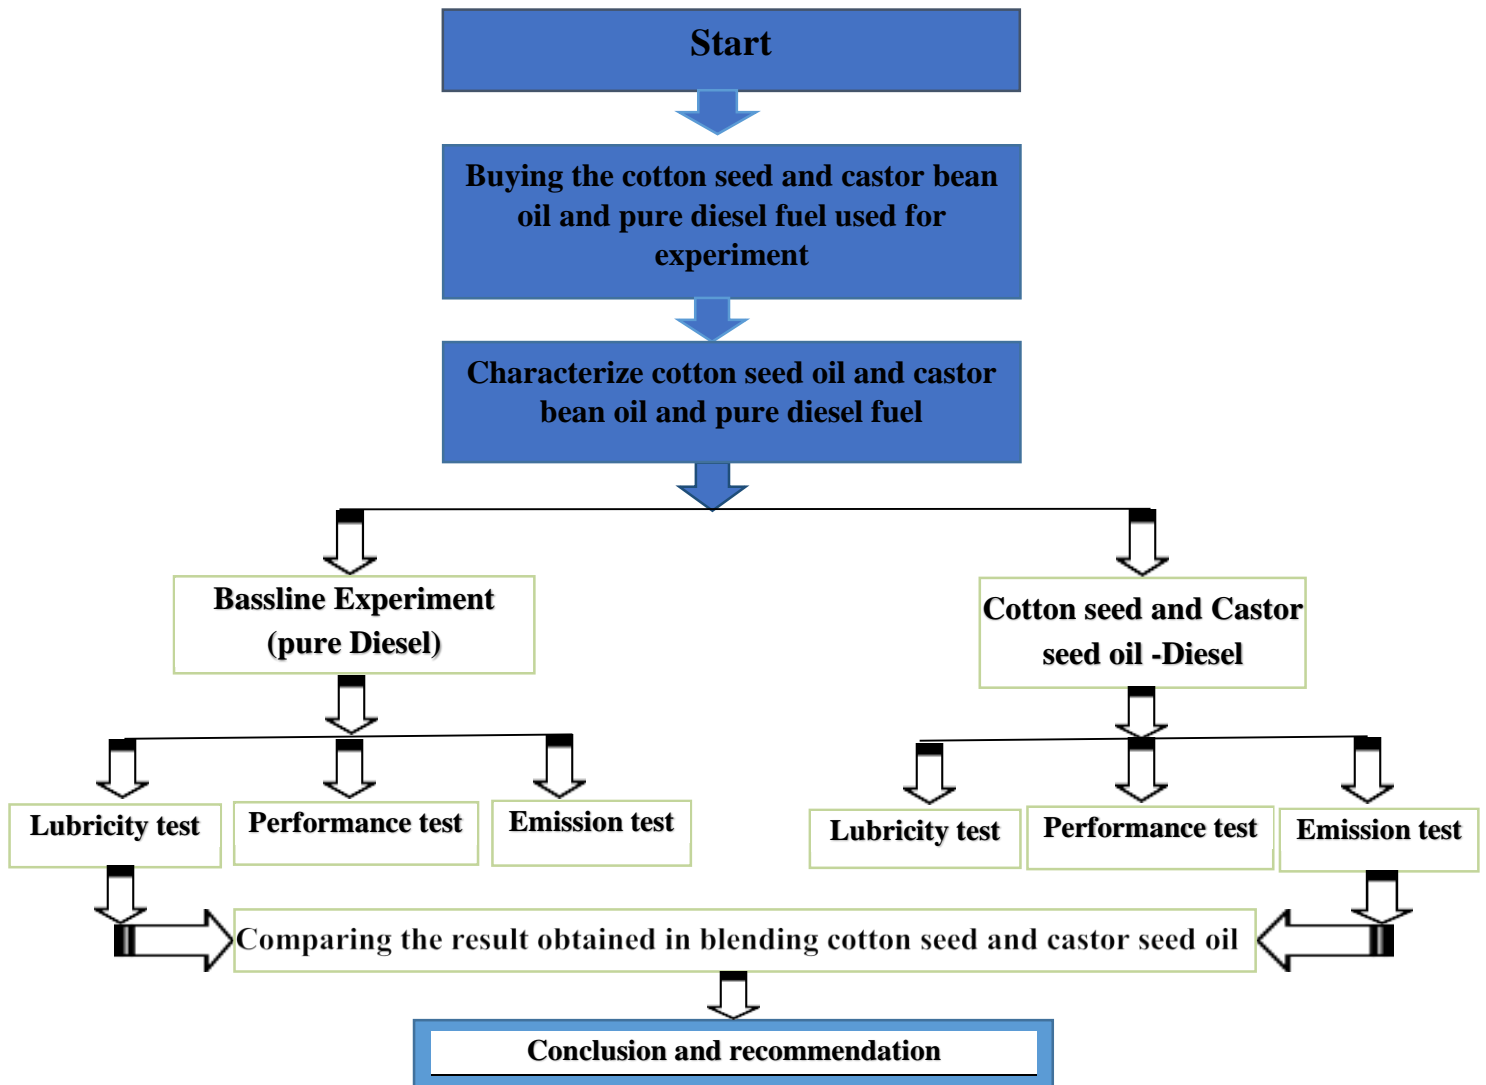 Start
Buying the cotton seed and castor bean
oil and pure diesel fuel used for
experiment
Characterize cotton seed oil and castor
bean oil and pure diesel fuel
Bassline Experiment
(pure Diesel)
Cotton seed and Castor
seed oil -Diesel
Lubricity test
Performance test
Emission test
Lubricity test
Performance test
Emission test
Comparing the result obtained in blending cotton seed and castor seed oil
Conclusion and recommendation